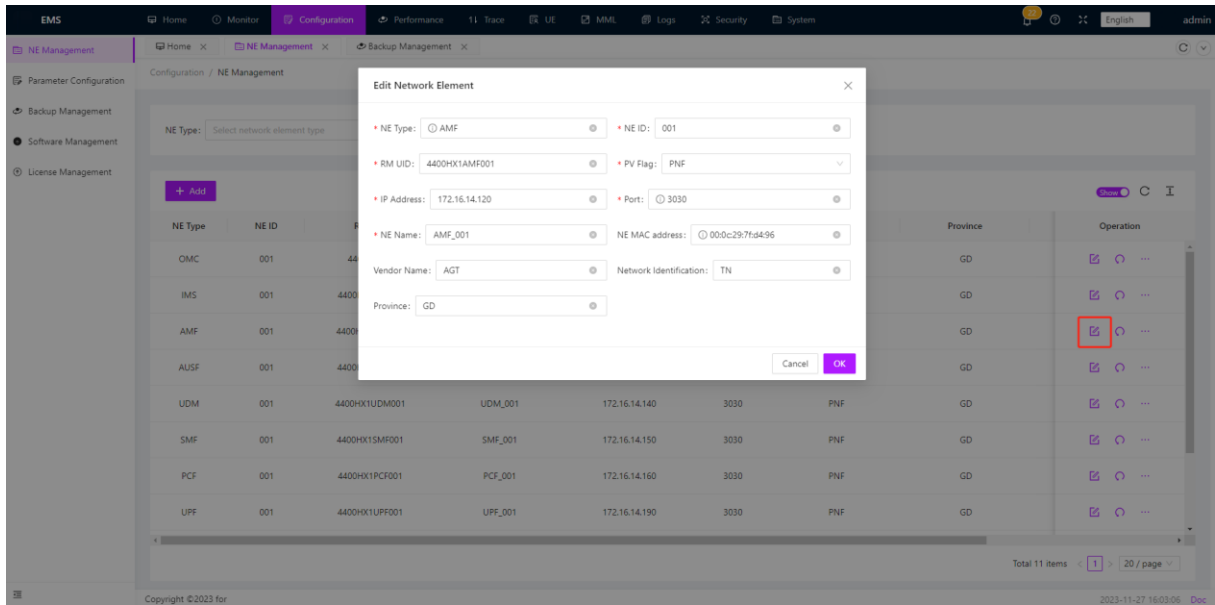 EMS Home Monitor Configuration Performance Trace UE MML Logs Security System 22 English admin
NE Management
Parameter Configuration
Backup Management
Software Management
License Management
Home NE Management Backup Management
Configuration / NE Management
NE Type: Select network element type
+ Add
Show
NE Type NE ID Province Operation
OMC 001 44 GD
IMS 001 4400 GD
AMF 001 4400 GD
AUSF 001 4400 GD
UDM 001 4400HX1UDM001 UDM_001 172.16.14.140 3030 PNF GD
SMF 001 4400HX1SMF001 SMF_001 172.16.14.150 3030 PNF GD
PCF 001 4400HX1PCF001 PCF_001 172.16.14.160 3030 PNF GD
UPF 001 4400HX1UPF001 UPF_001 172.16.14.190 3030 PNF GD
Total 11 items < 1 > 20 / page
Copyright ©2023 for 2023-11-27 16:03:06 Doc
Edit Network Element
* NE Type: AMF * NE ID: 001
* RM UID: 4400HX1AMF001 * PV Flag: PNF
* IP Address: 172.16.14.120 * Port: 3030
* NE Name: AMF_001 NE MAC address: 00:0c:29:7f:d4:96
Vendor Name: AGT Network Identification: TN
Province: GD
Cancel OK